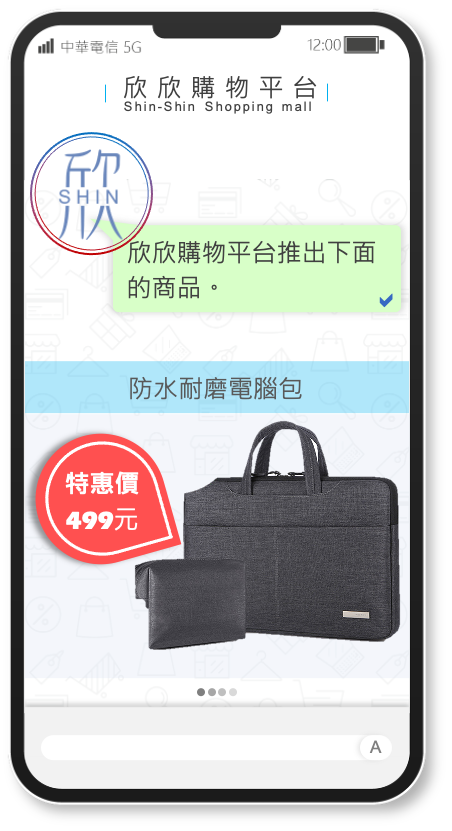 中華電信 5G
12:00
欣欣購物平台
Shin-Shin Shopping mall
欣
SHIN
欣欣購物平台推出下面
的商品。
防水耐磨電腦包
特惠價
499元
A